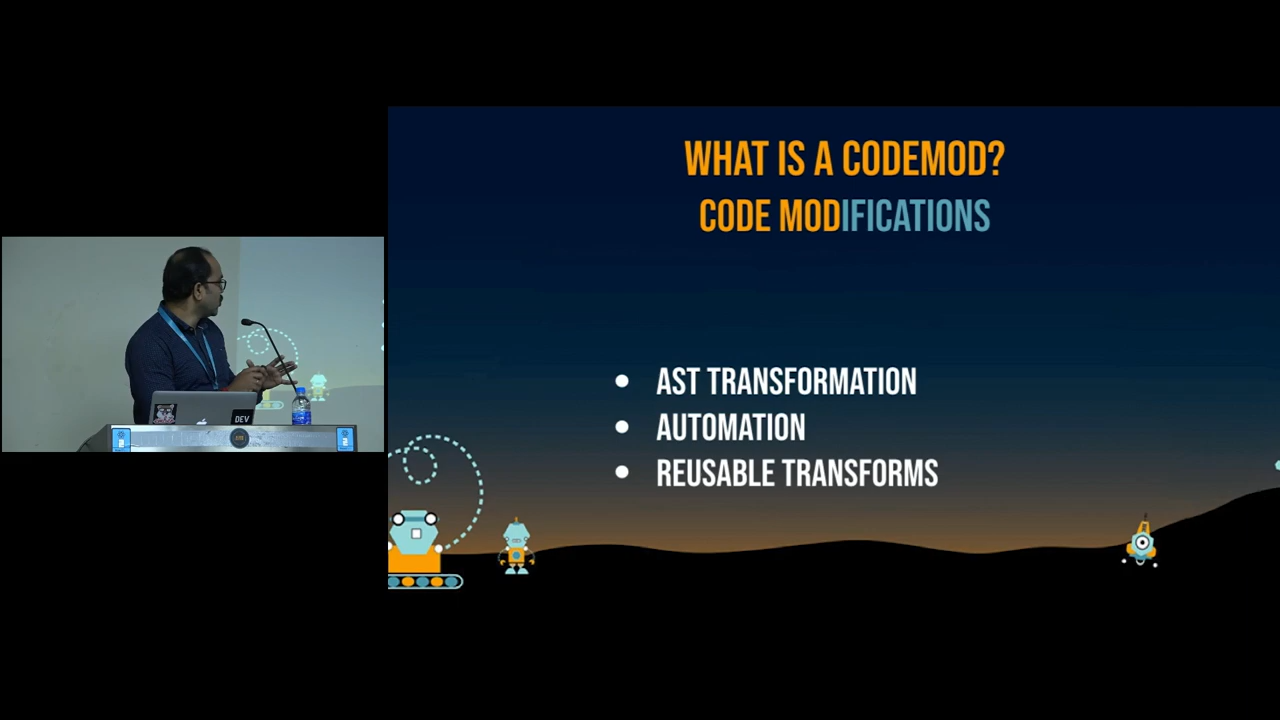 WHAT IS A CODEMOD?
CODE MODIFICATIONS
AST TRANSFORMATION
AUTOMATION
REUSABLE TRANSFORMS
DEV